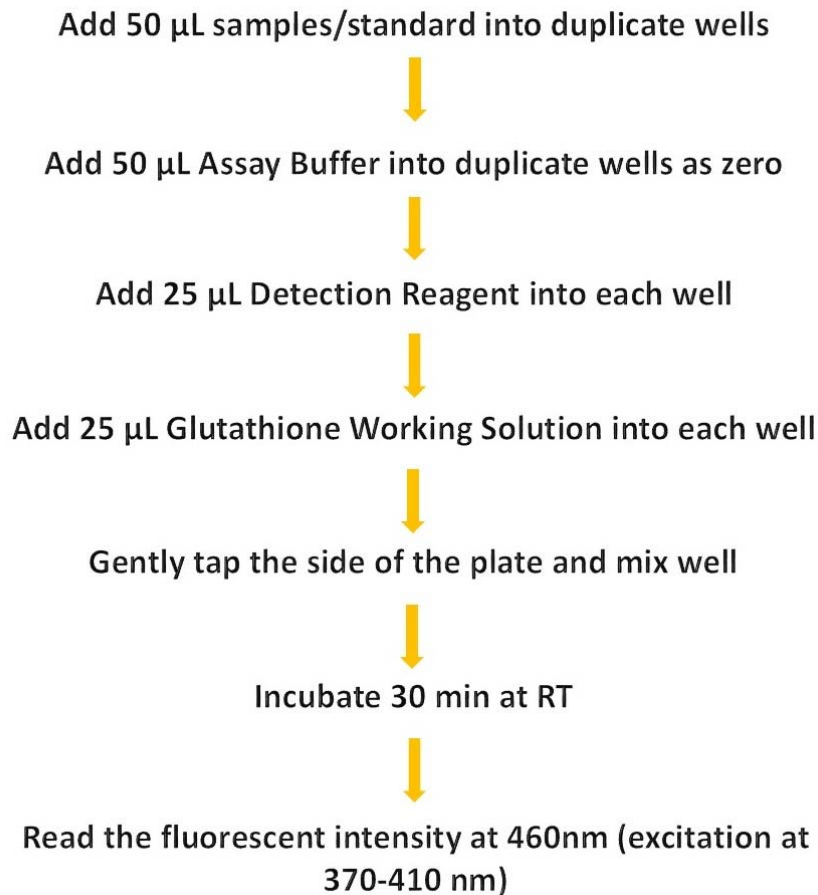 Add 50 µL samples/standard into duplicate wells
Add 50 µL Assay Buffer into duplicate wells as zero
Add 25 µL Detection Reagent into each well
Add 25 µL Glutathione Working Solution into each well
Gently tap the side of the plate and mix well
Incubate 30 min at RT
Read the fluorescent intensity at 460nm (excitation at
370-410 nm)